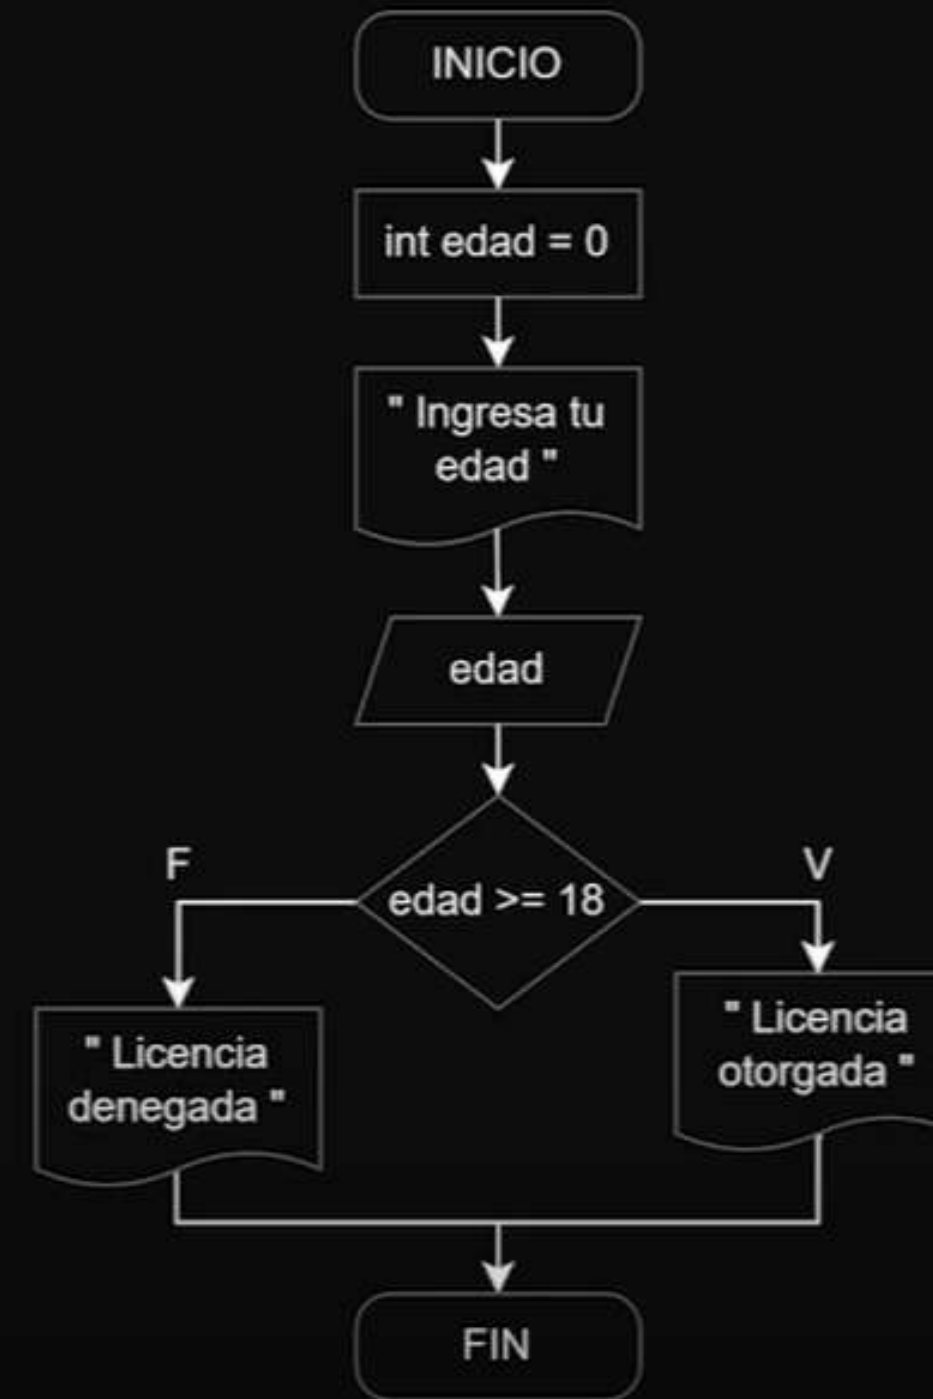 INICIO
int edad = 0
" Ingresa tu
edad "
edad
edad >= 18
F
V
" Licencia
denegada "
" Licencia
otorgada "
FIN